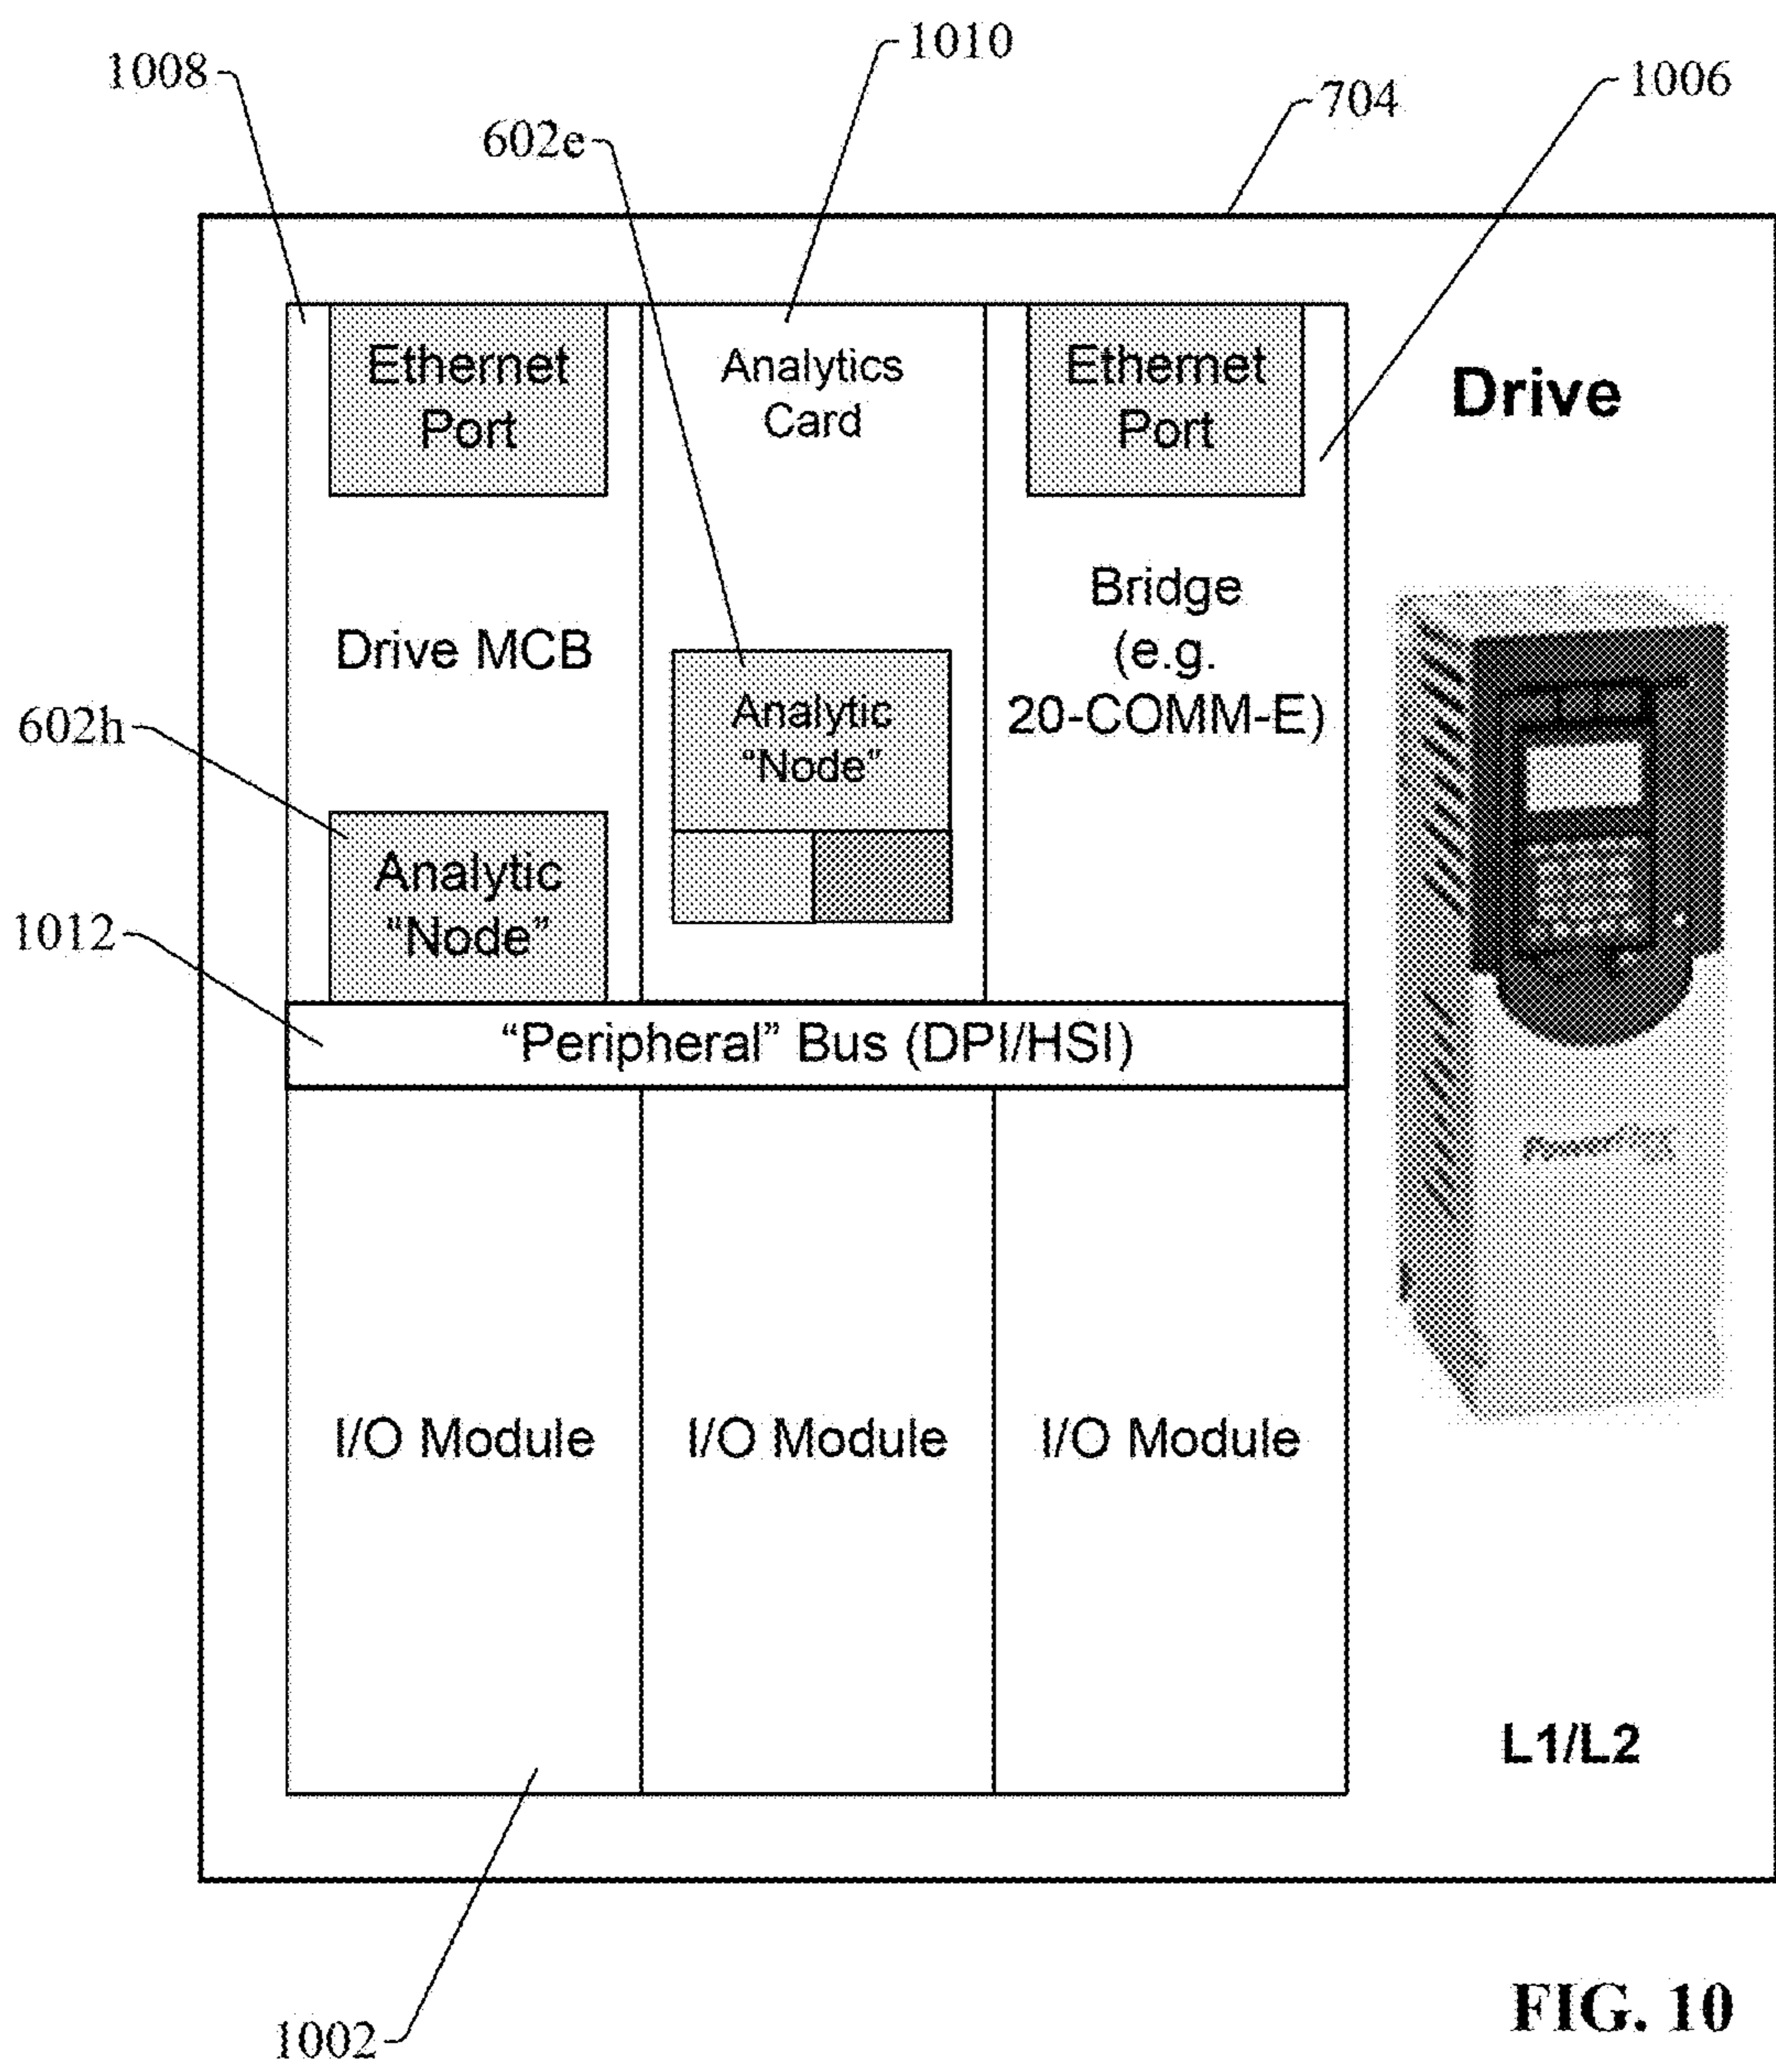 1010
1008
1006
704
602e
Ethernet
Port
Analytics
Card
Ethernet
Port
Drive
Bridge
(e.g.
20-COMM-E)
Drive MCB
Analytic
“Node”
602h
Analytic
“Node”
1012
“Peripheral” Bus (DPI/HSI)
I/O Module
I/O Module
I/O Module
L1/L2
1002
FIG. 10